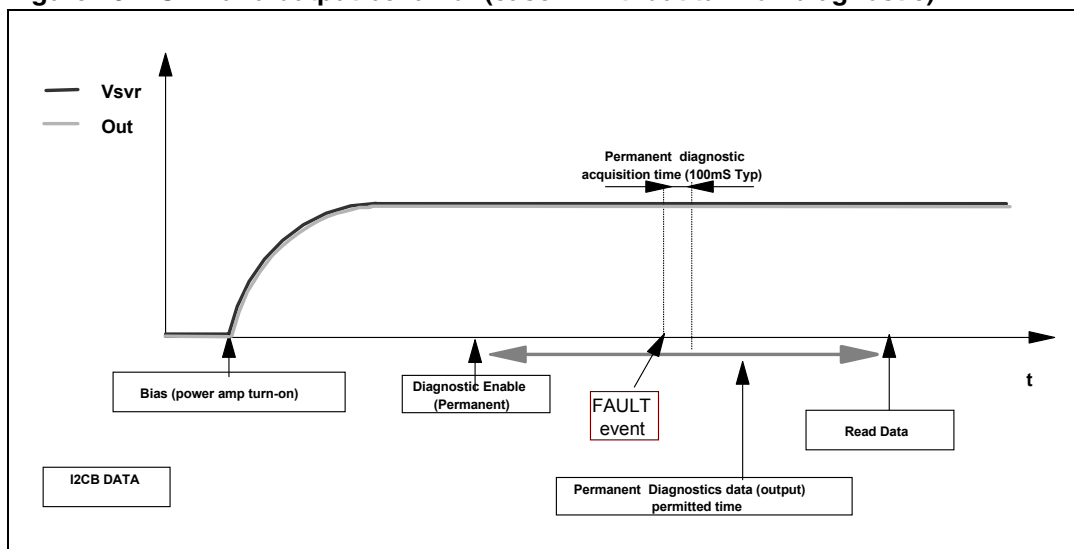 Vsvr
Out
Permanent diagnostic
acquisition time (100mS Typ)
Bias (power amp turn-on)
Diagnostic Enable
(Permanent)
FAULT
event
t
Read Data
I2CB DATA
Permanent Diagnostics data (output)
permitted time